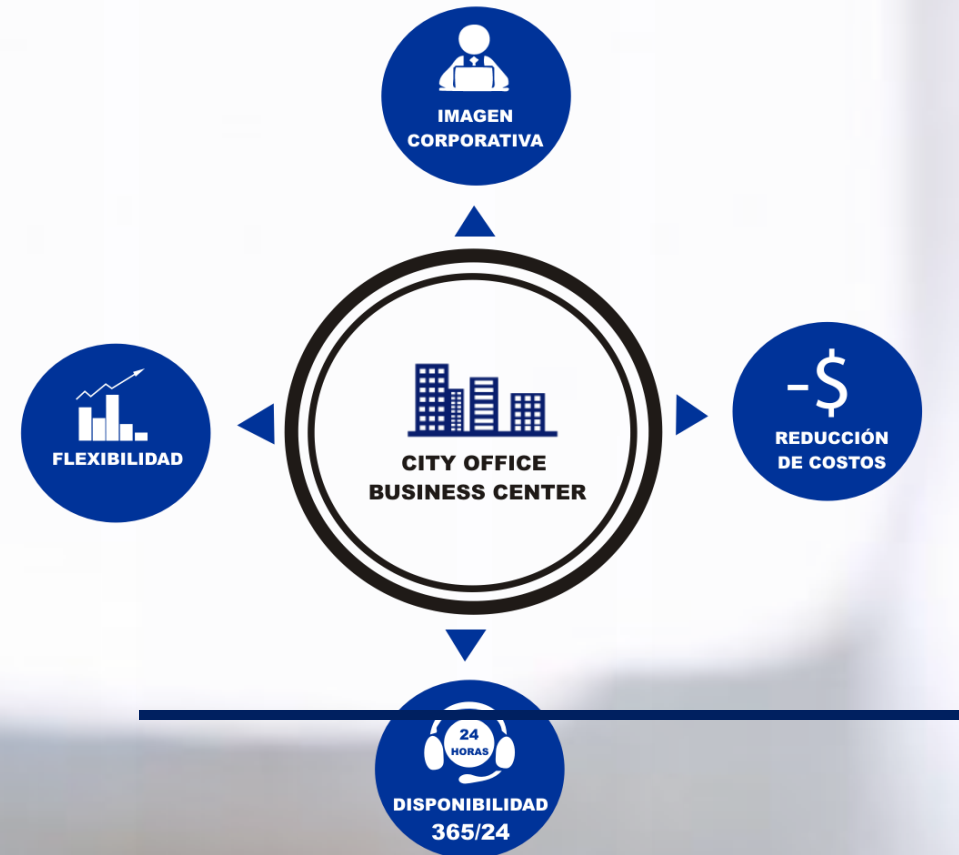 IMAGEN
CORPORATIVA
FLEXIBILIDAD
CITY OFFICE
BUSINESS CENTER
-$
REDUCCIÓN
DE COSTOS
24
HORAS
DISPONIBILIDAD
365/24